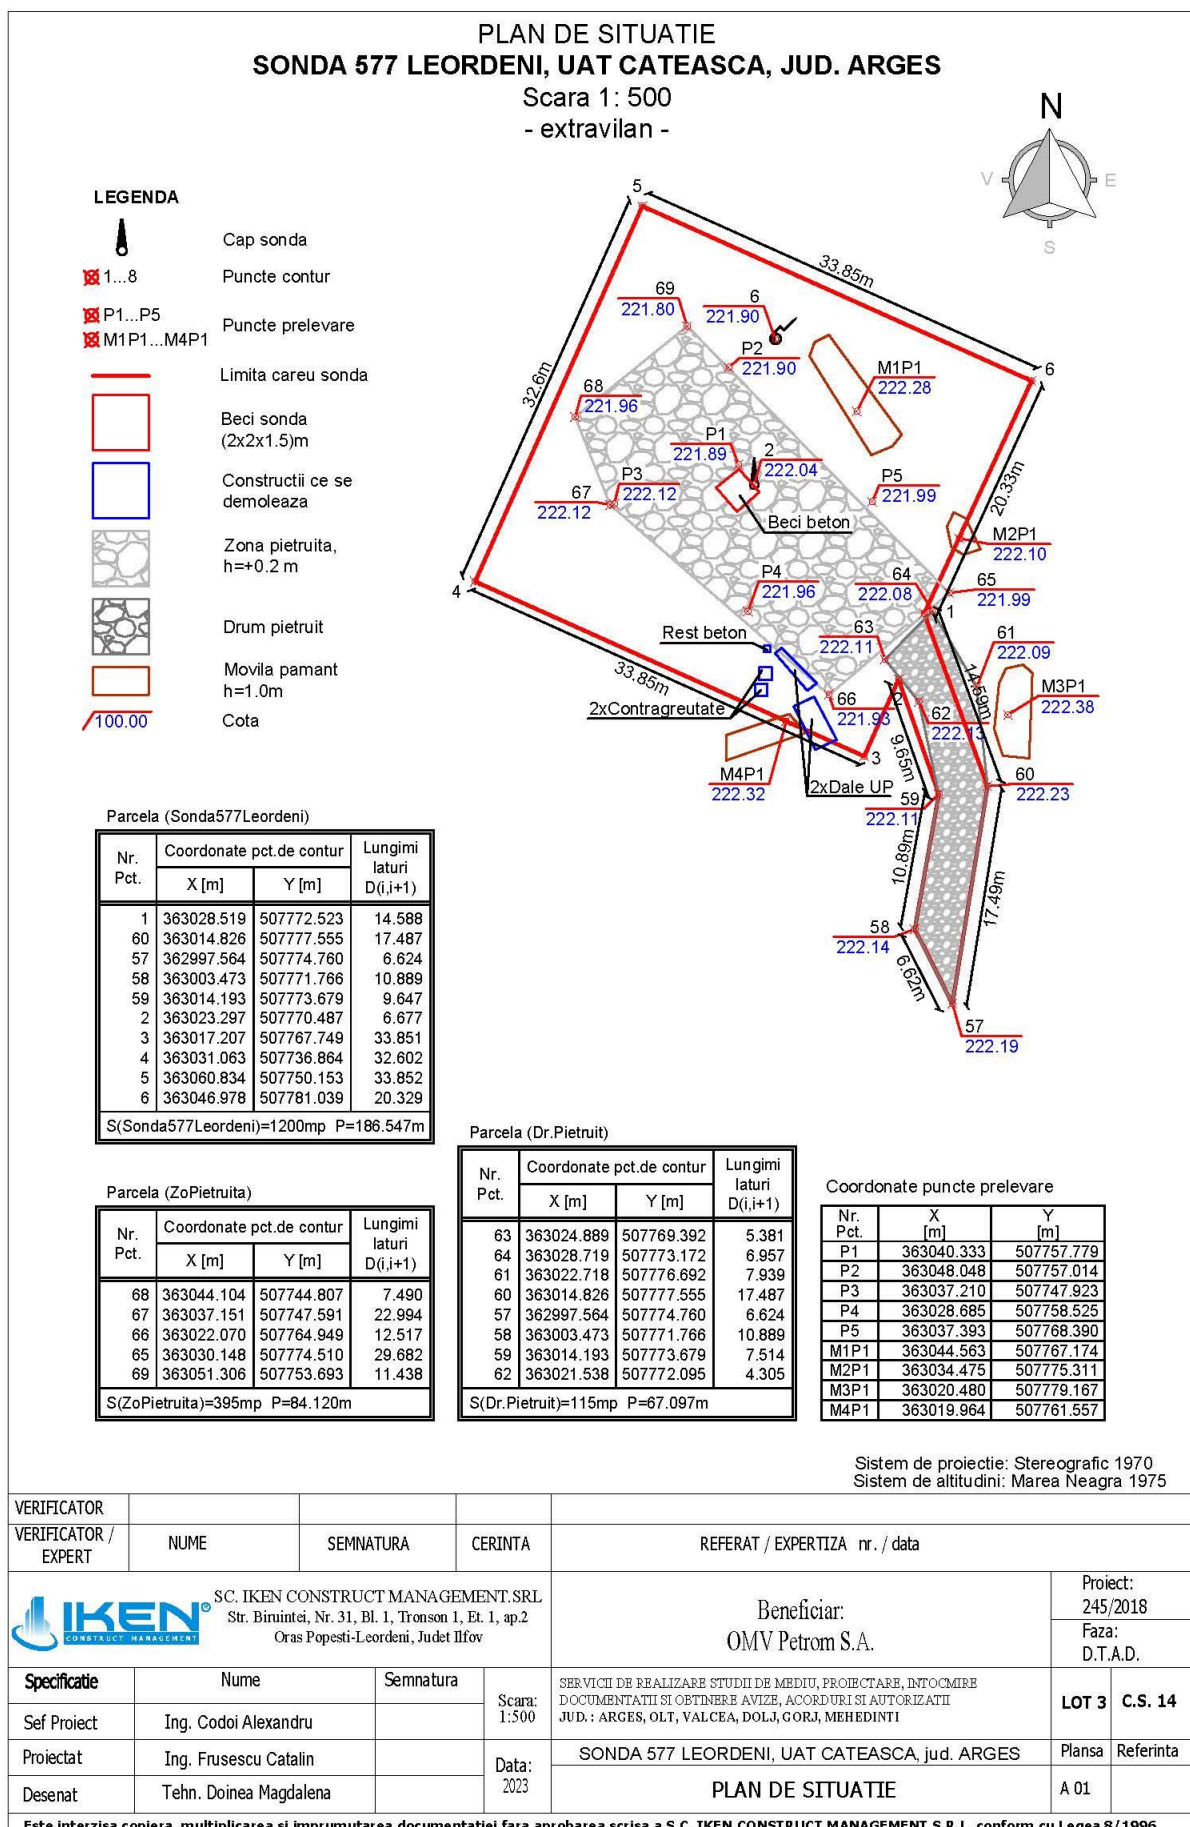 PLAN DE SITUATIE
SONDA 577 LEORDENI, UAT CATEASCA, JUD. ARGES
Scara 1: 500
- extravilan -
N
V
E
S
LEGENDA
Cap sonda
1...8
Puncte contur
P1...P5
M1P1...M4P1
Puncte prelevare
Limita careu sonda
Beci sonda
(2x2x1.5)m
Constructii ce se
demoleaza
Zona pietruita,
h=+0.2 m
Drum pietruit
Movila pamant
h=1.0m
100.00
Cota
5
33.85m
69
221.80
6
221.90
P2
221.90
6
M1P1
222.28
32.6m
68
221.96
P1
221.89
2
222.04
P5
221.99
20.33m
67
222.12
P3
222.12
Beci beton
M2P1
222.10
4
P4
221.96
64
222.08
65
221.99
1
Rest beton
63
222.11
61
222.09
14.59m
33.85m
2xContragreutate
66
221.93
2
62
222.13
M3P1
222.38
3
9.65m
M4P1
222.32
2xDale UP
59
222.11
60
222.23
10.89m
17.49m
58
222.14
6.62m
57
222.19
Parcela (Sonda577Leordeni)
Nr. Pct. Coordonate pct.de contur Lungimi laturi D(i,i+1)
X [m] Y [m]
1 363028.519 507772.523 14.588
60 363014.826 507777.555 17.487
57 362997.564 507774.760 6.624
58 363003.473 507771.766 10.889
59 363014.193 507773.679 9.647
2 363023.297 507770.487 6.677
3 363017.207 507767.749 33.851
4 363031.063 507736.864 32.602
5 363060.834 507750.153 33.852
6 363046.978 507781.039 20.329
S(Sonda577Leordeni)=1200mp P=186.547m
Parcela (ZoPietruita)
Nr. Pct. Coordonate pct.de contur Lungimi laturi D(i,i+1)
X [m] Y [m]
68 363044.104 507744.807 7.490
67 363037.151 507747.591 22.994
66 363022.070 507764.949 12.517
65 363030.148 507774.510 29.682
69 363051.306 507753.693 11.438
S(ZoPietruita)=395mp P=84.120m
Parcela (Dr.Pietruit)
Nr. Pct. Coordonate pct.de contur Lungimi laturi D(i,i+1)
X [m] Y [m]
63 363024.889 507769.392 5.381
64 363028.719 507773.172 6.957
61 363022.718 507776.692 7.939
60 363014.826 507777.555 17.487
57 362997.564 507774.760 6.624
58 363003.473 507771.766 10.889
59 363014.193 507773.679 7.514
62 363021.538 507772.095 4.305
S(Dr.Pietruit)=115mp P=67.097m
Coordonate puncte prelevare
Nr. Pct. X [m] Y [m]
P1 363040.333 507757.779
P2 363048.048 507757.014
P3 363037.210 507747.923
P4 363028.685 507758.525
P5 363037.393 507768.390
M1P1 363044.563 507767.174
M2P1 363034.475 507775.311
M3P1 363020.480 507779.167
M4P1 363019.964 507761.557
Sistem de proiectie: Stereografic 1970
Sistem de altitudini: Marea Neagra 1975
VERIFICATOR
VERIFICATOR / EXPERT NUME SEMNATURA CERINTA REFERAT / EXPERTIZA nr. / data
IKEN®
CONSTRUCT MANAGEMENT
SC. IKEN CONSTRUCT MANAGEMENT.SRL
Str. Biruintei, Nr. 31, Bl. 1, Tronson 1, Et. 1, ap.2
Oras Popesti-Leordeni, Judet Ilfov
Beneficiar:
OMV Petrom S.A.
Proiect:
245/2018
Faza:
D.T.A.D.
Specificatie Nume Semnatura
Scara:
1:500
SERVICII DE REALIZARE STUDII DE MEDIU, PROIECTARE, INTOCMIRE
DOCUMENTATII SI OBTINERE AVIZE, ACORDURI SI AUTORIZATII
JUD. : ARGES, OLT, VALCEA, DOLJ, GORJ, MEHEDINTI
LOT 3 C.S. 14
Sef Proiect Ing. Codoi Alexandru
Proiectat Ing. Frusescu Catalin
Data:
2023
SONDA 577 LEORDENI, UAT CATEASCA, jud. ARGES
Plansa Referinta
Desenat Tehn. Doinea Magdalena
PLAN DE SITUATIE
A 01
Este interzisa copiera, multiplicarea si imprumutarea documentatiei fara aprobarea scrisa a S.C. IKEN CONSTRUCT MANAGEMENT S.R.L. conform cu Legea 8/1996